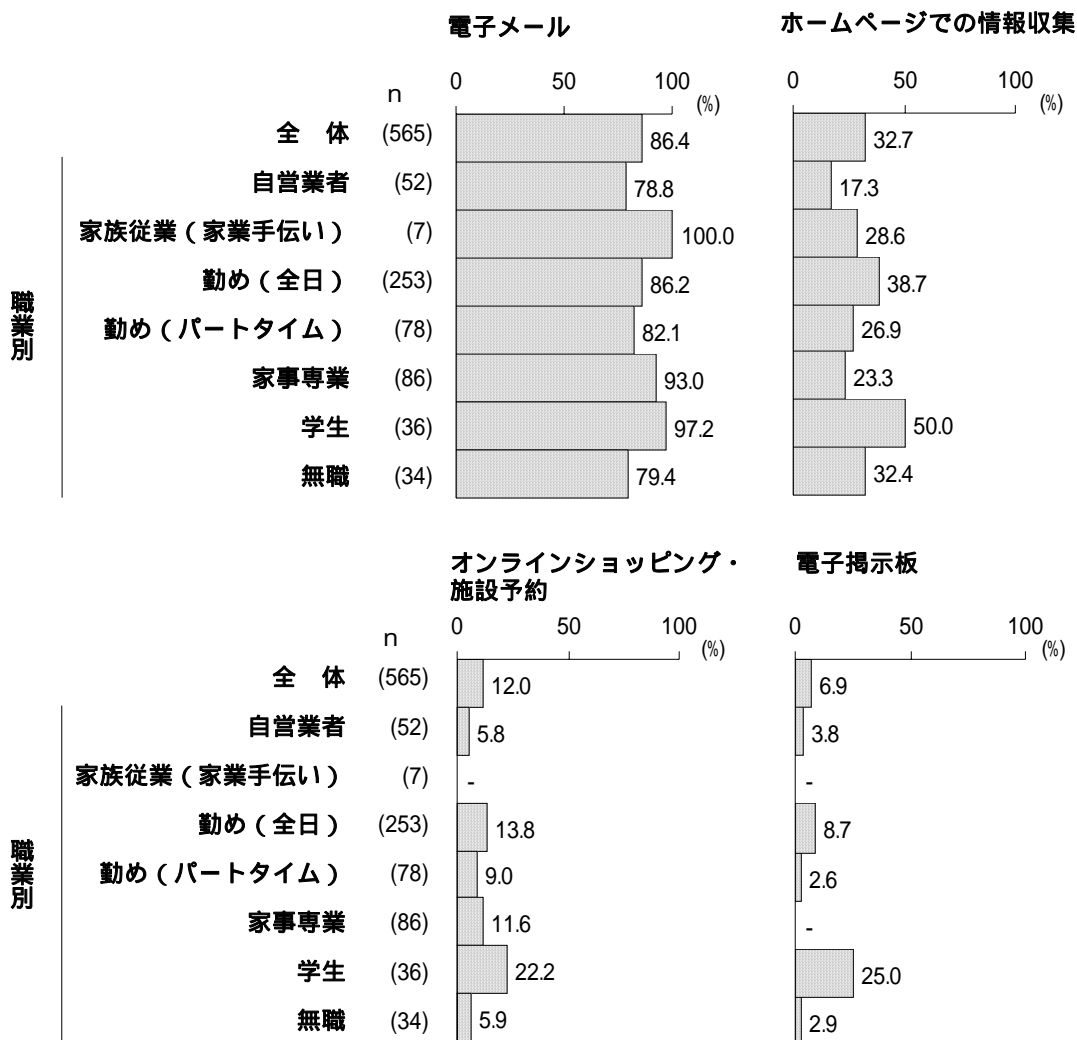 電子メール
ホームページでの情報収集
0 50 100
(%)
0 50 100
(%)
n
全 体 (565) 86.4 32.7
自営業者 (52) 78.8 17.3
家族従業(家業手伝い) (7) 100.0 28.6
勤め(全日) (253) 86.2 38.7
勤め(パートタイム) (78) 82.1 26.9
家事専業 (86) 93.0 23.3
学生 (36) 97.2 50.0
無職 (34) 79.4 32.4
職業別
オンラインショッピング・
施設予約
電子掲示板
0 50 100
(%)
0 50 100
(%)
n
全 体 (565) 12.0 6.9
自営業者 (52) 5.8 3.8
家族従業(家業手伝い) (7) - -
勤め(全日) (253) 13.8 8.7
勤め(パートタイム) (78) 9.0 2.6
家事専業 (86) 11.6 -
学生 (36) 22.2 25.0
無職 (34) 5.9 2.9
職業別